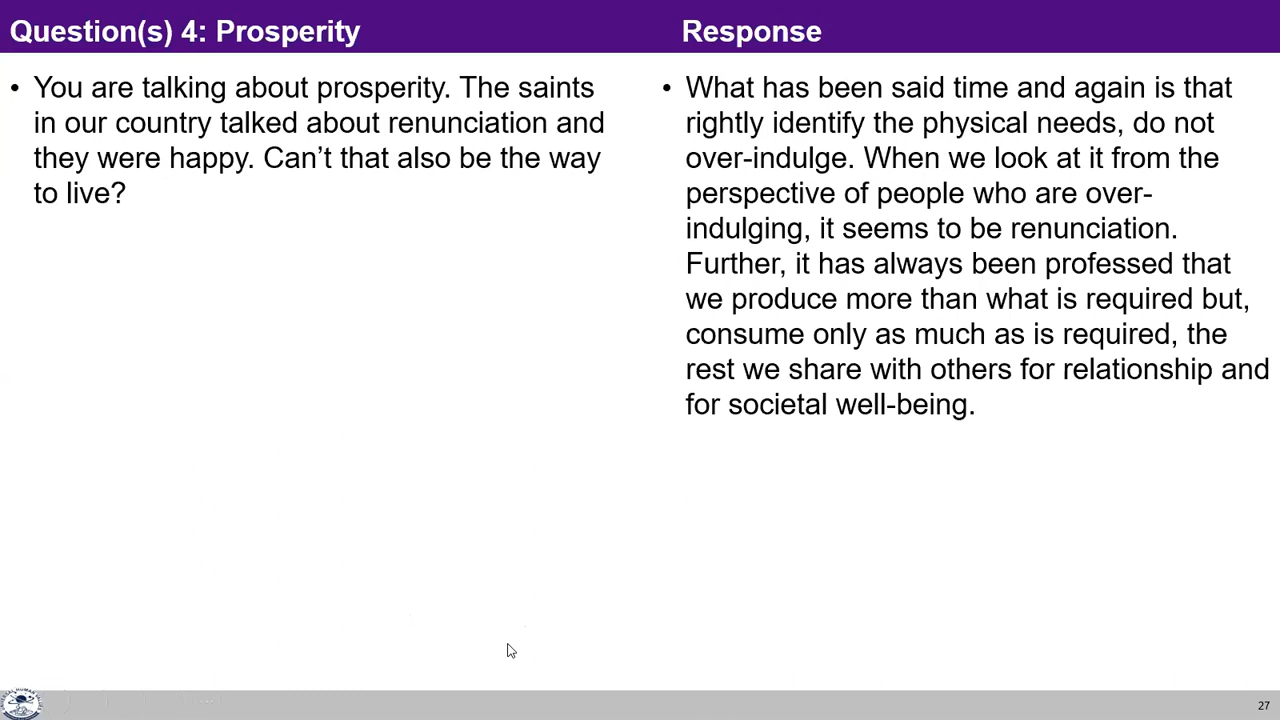 Question(s) 4: Prosperity
• You are talking about prosperity. The saints
in our country talked about renunciation and
they were happy. Can’t that also be the way
to live?
Response
• What has been said time and again is that
rightly identify the physical needs, do not
over-indulge. When we look at it from the
perspective of people who are over-
indulging, it seems to be renunciation.
Further, it has always been professed that
we produce more than what is required but,
consume only as much as is required, the
rest we share with others for relationship and
for societal well-being.
27